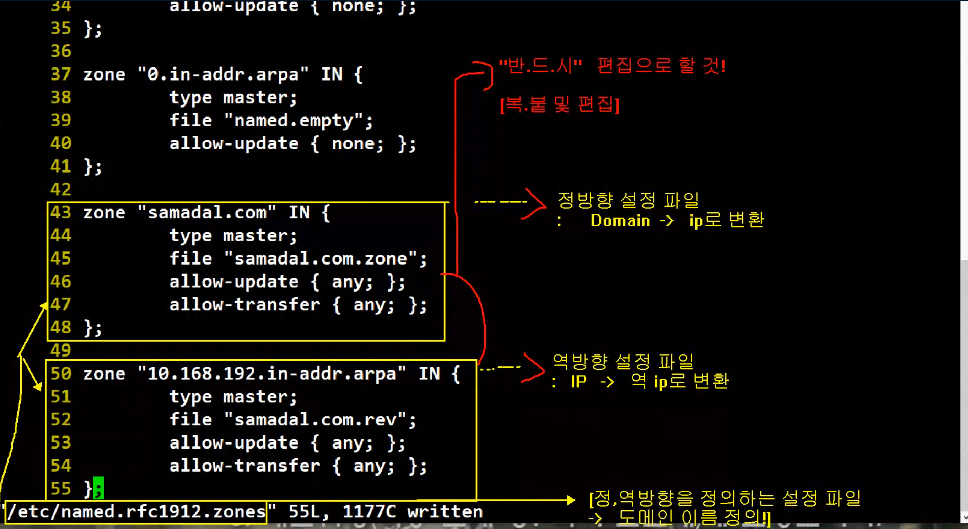 34 allow-update { none; };
35 };
36
37 zone "0.in-addr.arpa" IN {
38 type master;
39 file "named.empty";
40 allow-update { none; };
41 };
42
43 zone "samadal.com" IN {
44 type master;
45 file "samadal.com.zone";
46 allow-update { any; };
47 allow-transfer { any; };
48 };
49
50 zone "10.168.192.in-addr.arpa" IN {
51 type master;
52 file "samadal.com.rev";
53 allow-update { any; };
54 allow-transfer { any; };
55 };
"/etc/named.rfc1912.zones" 55L, 1177C written
"반.드.시" 편집으로 할 것!
[복.붙 및 편집]
정방향 설정 파일
: Domain -> ip로 변환
역방향 설정 파일
: IP -> 역 ip로 변환
[정,역방향을 정의하는 설정 파일
-> 도메인 이름 정의!]